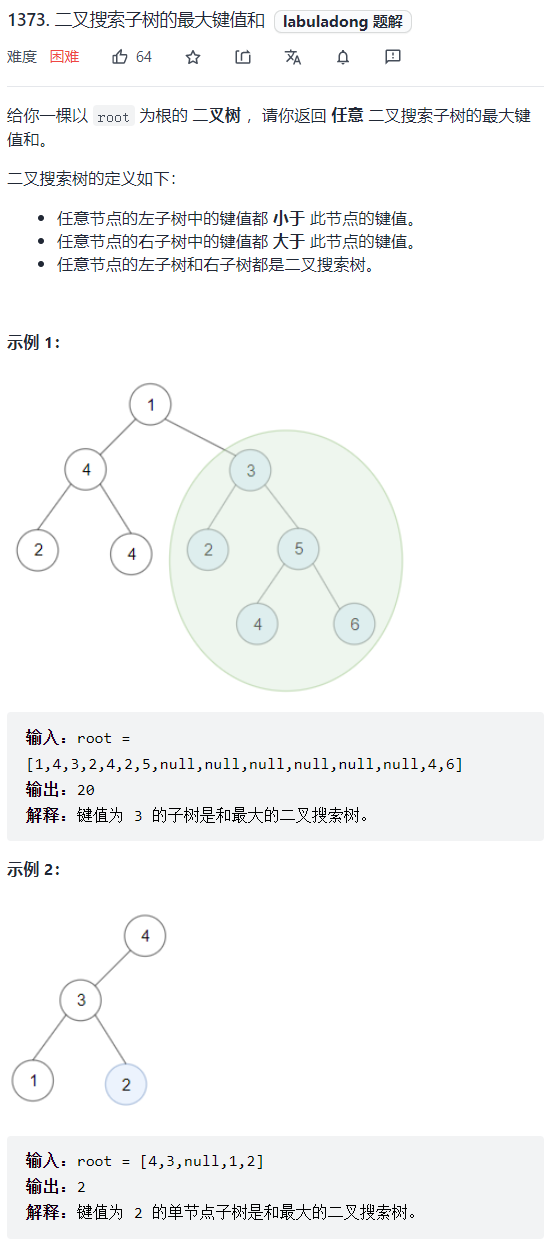 1373. 二叉搜索子树的最大键值和 labuladong 题解
难度 困难 64
给你一棵以 root 为根的 二叉树 ，请你返回 任意 二叉搜索子树的最大键
值和。
二叉搜索树的定义如下：
• 任意节点的左子树中的键值都 小于 此节点的键值。
• 任意节点的右子树中的键值都 大于 此节点的键值。
• 任意节点的左子树和右子树都是二叉搜索树。
示例 1：
1
4 3
2 4 2 5
4 6
输入：root =
[1,4,3,2,4,2,5,null,null,null,null,null,null,4,6]
输出：20
解释：键值为 3 的子树是和最大的二叉搜索树。
示例 2：
4
3
1 2
输入：root = [4,3,null,1,2]
输出：2
解释：键值为 2 的单节点子树是和最大的二叉搜索树。